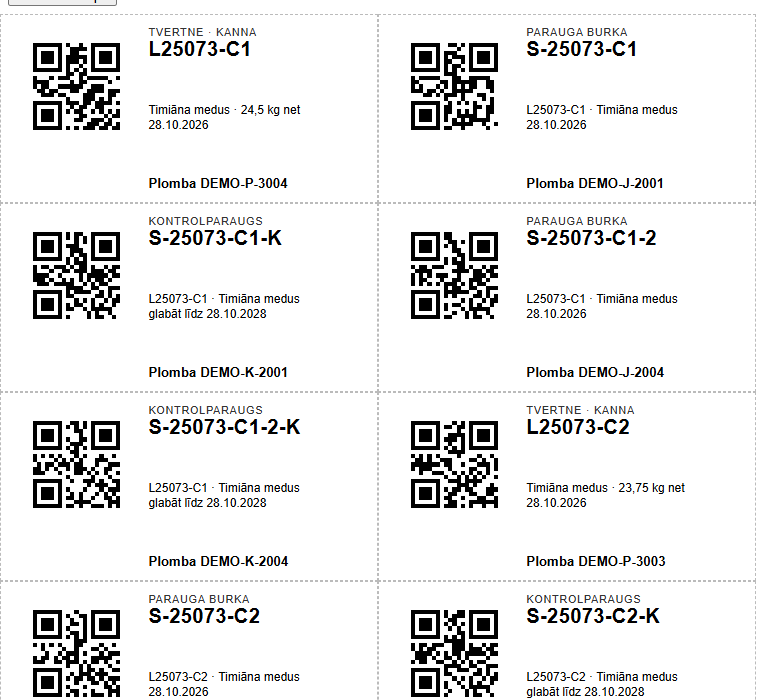 TVERTNE · KANNA
L25073-C1
Timiāna medus · 24,5 kg net
28.10.2026
Plomba DEMO-P-3004
PARAUGA BURKA
S-25073-C1
L25073-C1 · Timiāna medus
28.10.2026
Plomba DEMO-J-2001
KONTROLPARAUGS
S-25073-C1-K
L25073-C1 · Timiāna medus
glabāt līdz 28.10.2028
Plomba DEMO-K-2001
PARAUGA BURKA
S-25073-C1-2
L25073-C1 · Timiāna medus
28.10.2026
Plomba DEMO-J-2004
KONTROLPARAUGS
S-25073-C1-2-K
L25073-C1 · Timiāna medus
glabāt līdz 28.10.2028
Plomba DEMO-K-2004
TVERTNE · KANNA
L25073-C2
Timiāna medus · 23,75 kg net
28.10.2026
Plomba DEMO-P-3003
PARAUGA BURKA
S-25073-C2
L25073-C2 · Timiāna medus
28.10.2026
KONTROLPARAUGS
S-25073-C2-K
L25073-C2 · Timiāna medus
glabāt līdz 28.10.2028